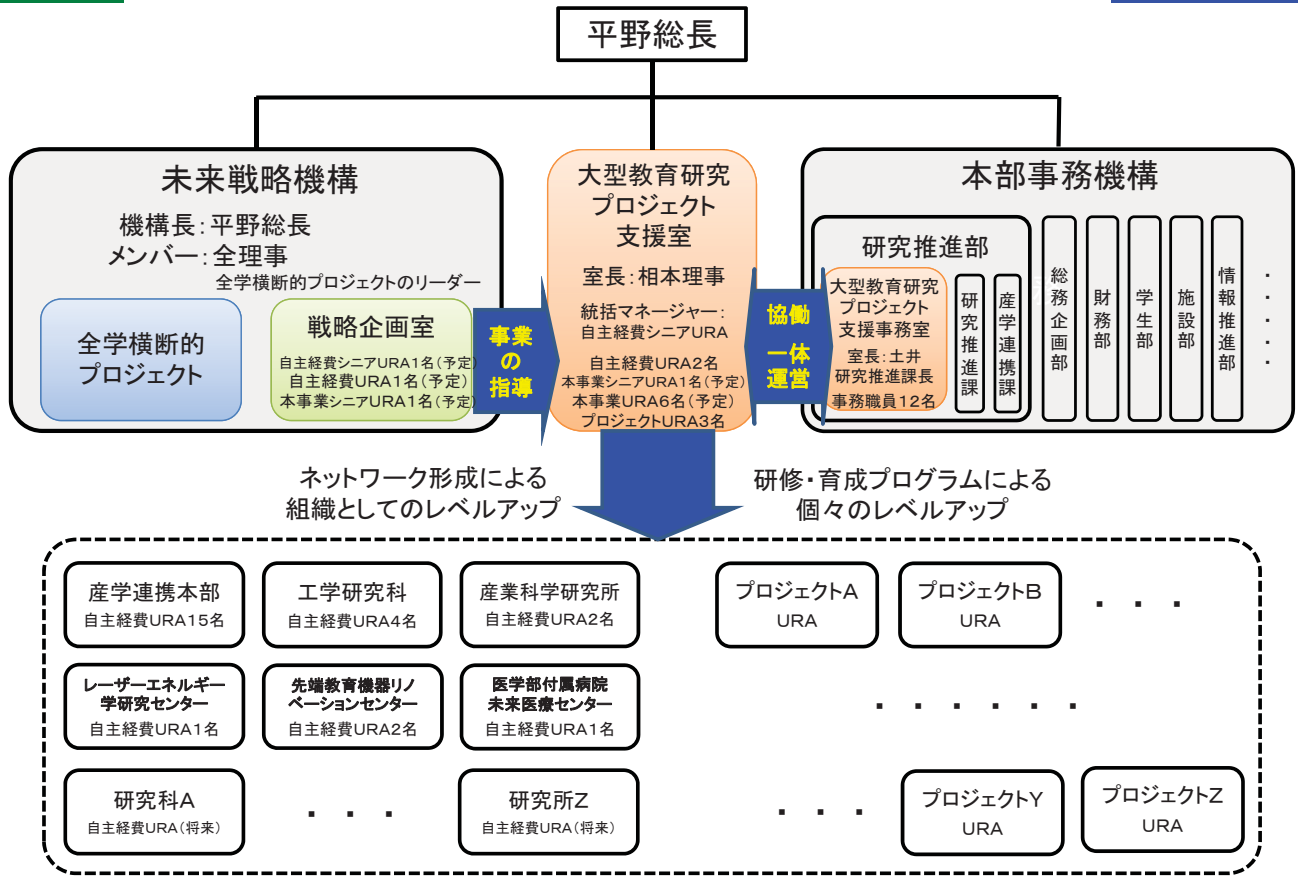 平野総長
未来戦略機構
機構長：平野総長
メンバー：全理事
全学横断的プロジェクトのリーダー
全学横断的
プロジェクト
戦略企画室
自主経費シニアURA1名(予定)
自主経費URA1名(予定)
本事業シニアURA1名(予定)
事業
の
指導
大型教育研究
プロジェクト
支援室
室長：相本理事
統括マネージャー：
自主経費シニアURA
自主経費URA2名
本事業シニアURA1名(予定)
本事業URA6名(予定)
プロジェクトURA3名
協働
一体
運営
本部事務機構
研究推進部
大型教育研究
プロジェクト
支援事務室
室長：土井
研究推進課長
事務職員12名
研究推進課
産学連携課
総務企画部
財務部
学生部
施設部
情報推進部
・・・・・
ネットワーク形成による
組織としてのレベルアップ
研修・育成プログラムによる
個々のレベルアップ
産学連携本部
自主経費URA15名
工学研究科
自主経費URA4名
産業科学研究所
自主経費URA2名
プロジェクトA
URA
プロジェクトB
URA
・・・
レーザーエネルギー
学研究センター
自主経費URA1名
先端教育機器リノ
ベーションセンター
自主経費URA2名
医学部付属病院
未来医療センター
自主経費URA1名
・・・・・・
研究科A
自主経費URA(将来)
・・・
研究所Z
自主経費URA(将来)
・・・
プロジェクトY
URA
プロジェクトZ
URA